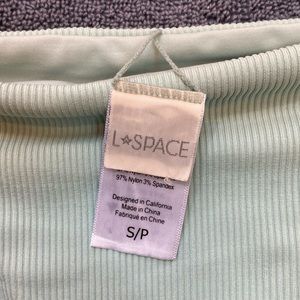 L★SPACE
97% Nylon 3% Spandex
Designed in California
Made in China
Fabriqué en Chine
S/P